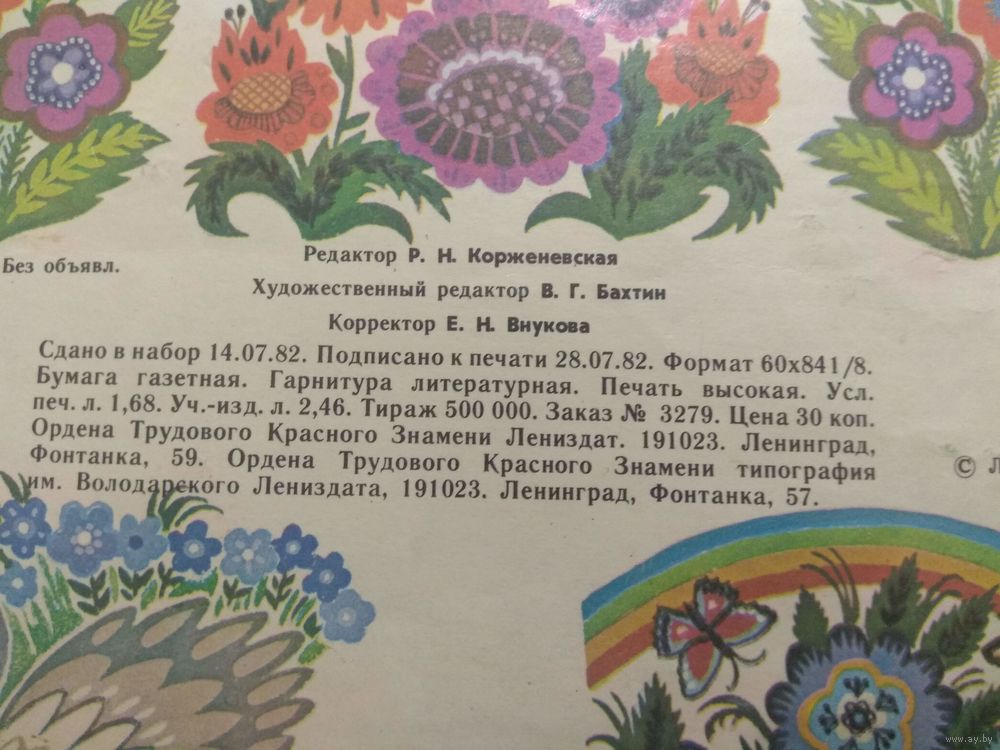 Редактор Р. Н. Корженевская
Без объявл.
Художественный редактор В. Г. Бахтин
Корректор Е. Н. Внукова
Сдано в набор 14.07.82. Подписано к печати 28.07.82. Формат 60х841/8.
Бумага газетная. Гарнитура литературная. Печать высокая. Усл.
печ. л. 1,68. Уч.-изд. л. 2,46. Тираж 500 000. Заказ № 3279. Цена 30 коп.
Ордена Трудового Красного Знамени Лениздат. 191023. Ленинград,
Фонтанка, 59. Ордена Трудового Красного Знамени типография
им. Володарского Лениздата, 191023. Ленинград, Фонтанка, 57.
© Л
www.ay.by